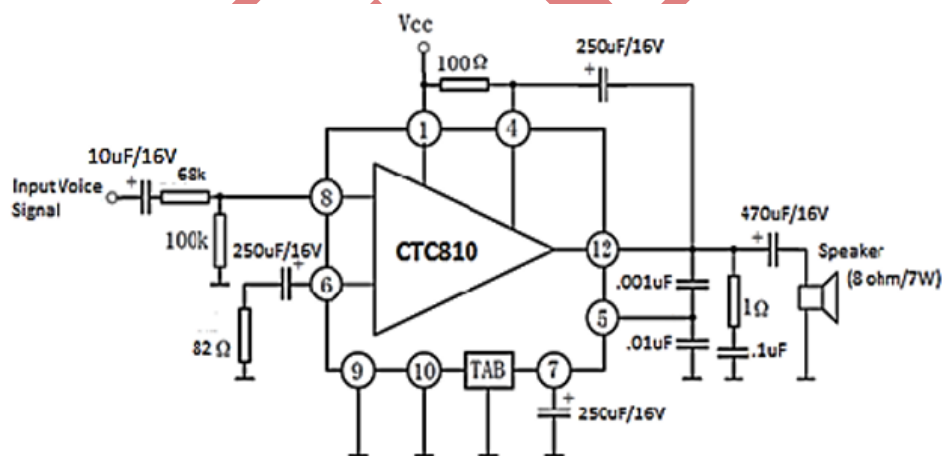 Vcc
250uF/16V
+
100Ω
1
4
10uF/16V
+
68k
Input Voice
Signal
8
100k
250uF/16V
+
6
CTC810
12
470uF/16V
+
Speaker
(8 ohm/7W)
.001uF
1Ω
5
.01uF
.1uF
82Ω
9
10
TAB
7
+
250uF/16V